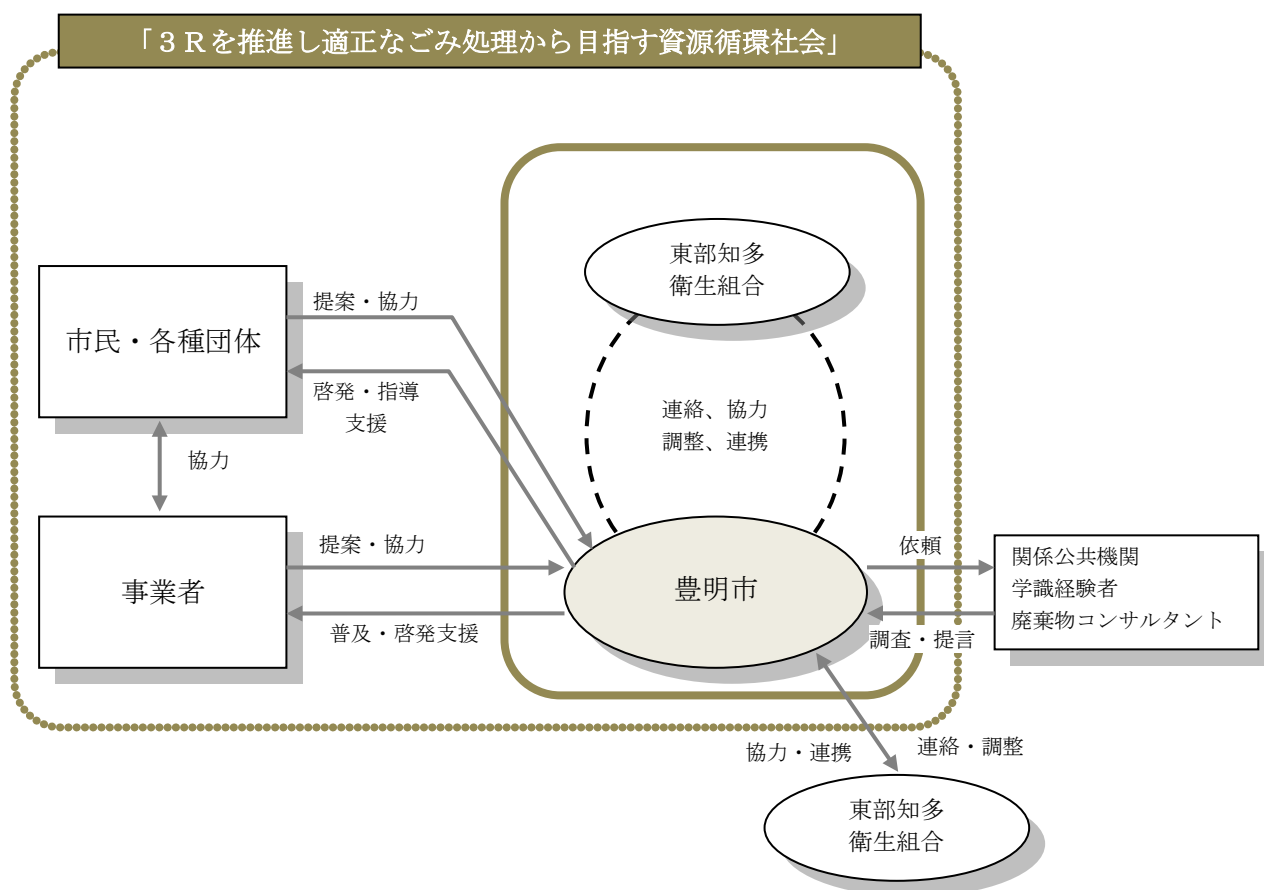 「３Ｒを推進し適正なごみ処理から目指す資源循環社会」
東部知多
衛生組合
市民・各種団体
提案・協力
啓発・指導
支援
連絡、協力
調整、連携
協力
事業者
提案・協力
普及・啓発支援
豊明市
依頼
調査・提言
関係公共機関
学識経験者
廃棄物コンサルタント
協力・連携
連絡・調整
東部知多
衛生組合